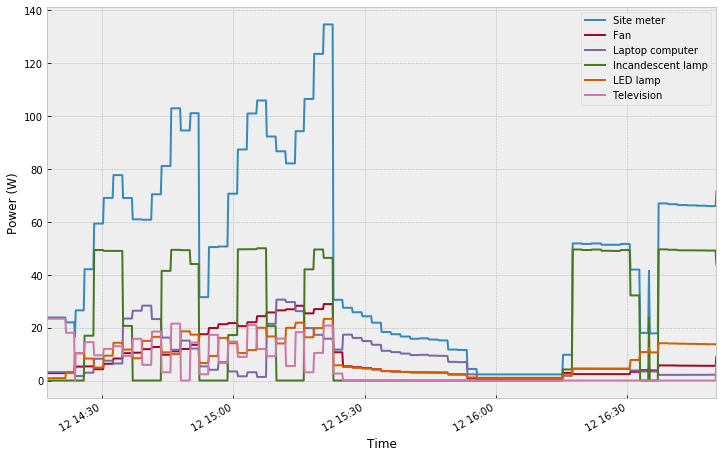 140
120
100
80
60
40
20
0
Power (W)
Site meter
Fan
Laptop computer
Incandescent lamp
LED lamp
Television
12 14:30
12 15:00
12 15:30
12 16:00
12 16:30
Time